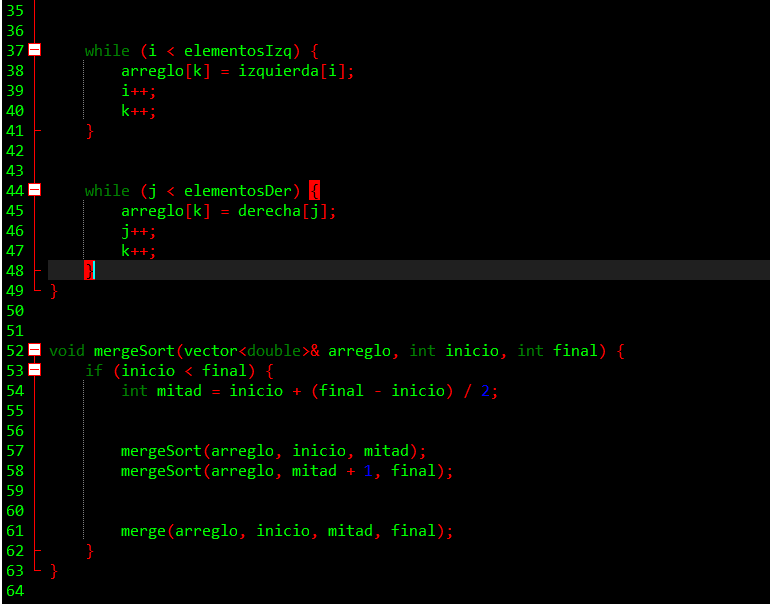 35
36
37 while (i < elementosIzq) {
38 arreglo[k] = izquierda[i];
39 i++;
40 k++;
41 }
42
43
44 while (j < elementosDer) {
45 arreglo[k] = derecha[j];
46 j++;
47 k++;
48 }
49 }
50
51
52 void mergeSort(vector<double>& arreglo, int inicio, int final) {
53 if (inicio < final) {
54 int mitad = inicio + (final - inicio) / 2;
55
56
57 mergeSort(arreglo, inicio, mitad);
58 mergeSort(arreglo, mitad + 1, final);
59
60
61 merge(arreglo, inicio, mitad, final);
62 }
63 }
64